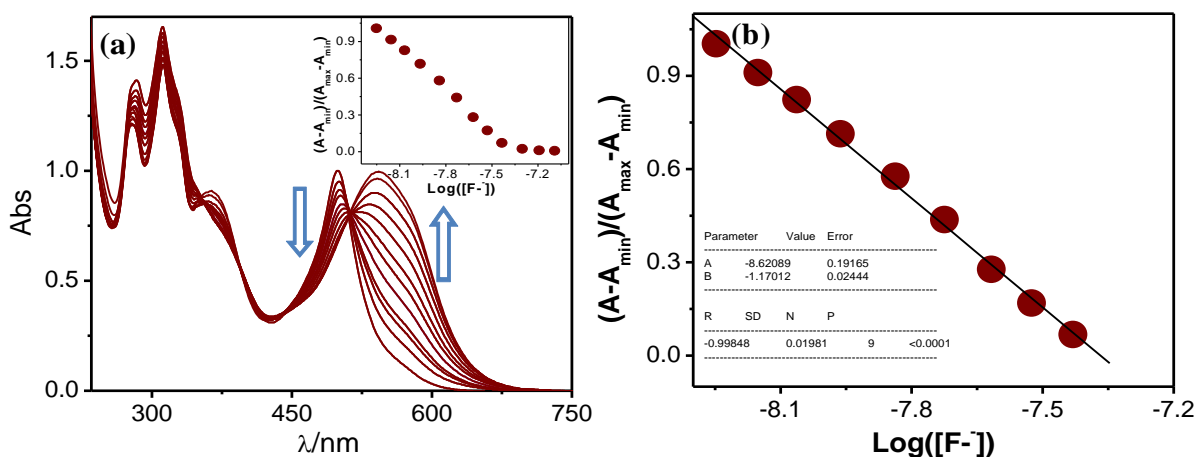 (a)
Abs
1.5
1.0
0.5
0.0
300
450
600
750
λ/nm
(A-A_min)/(A_max-A_min)
0.9
0.6
0.3
0.0
-8.1
-7.8
-7.5
-7.2
Log([F-])
(b)
(A-A_min)/(A_max-A_min)
0.9
0.6
0.3
0.0
Parameter Value Error
A -8.62089 0.19165
B -1.17012 0.02444
R SD N P
-0.99848 0.01981 9 <0.0001
-8.1
-7.8
-7.5
-7.2
Log([F-])